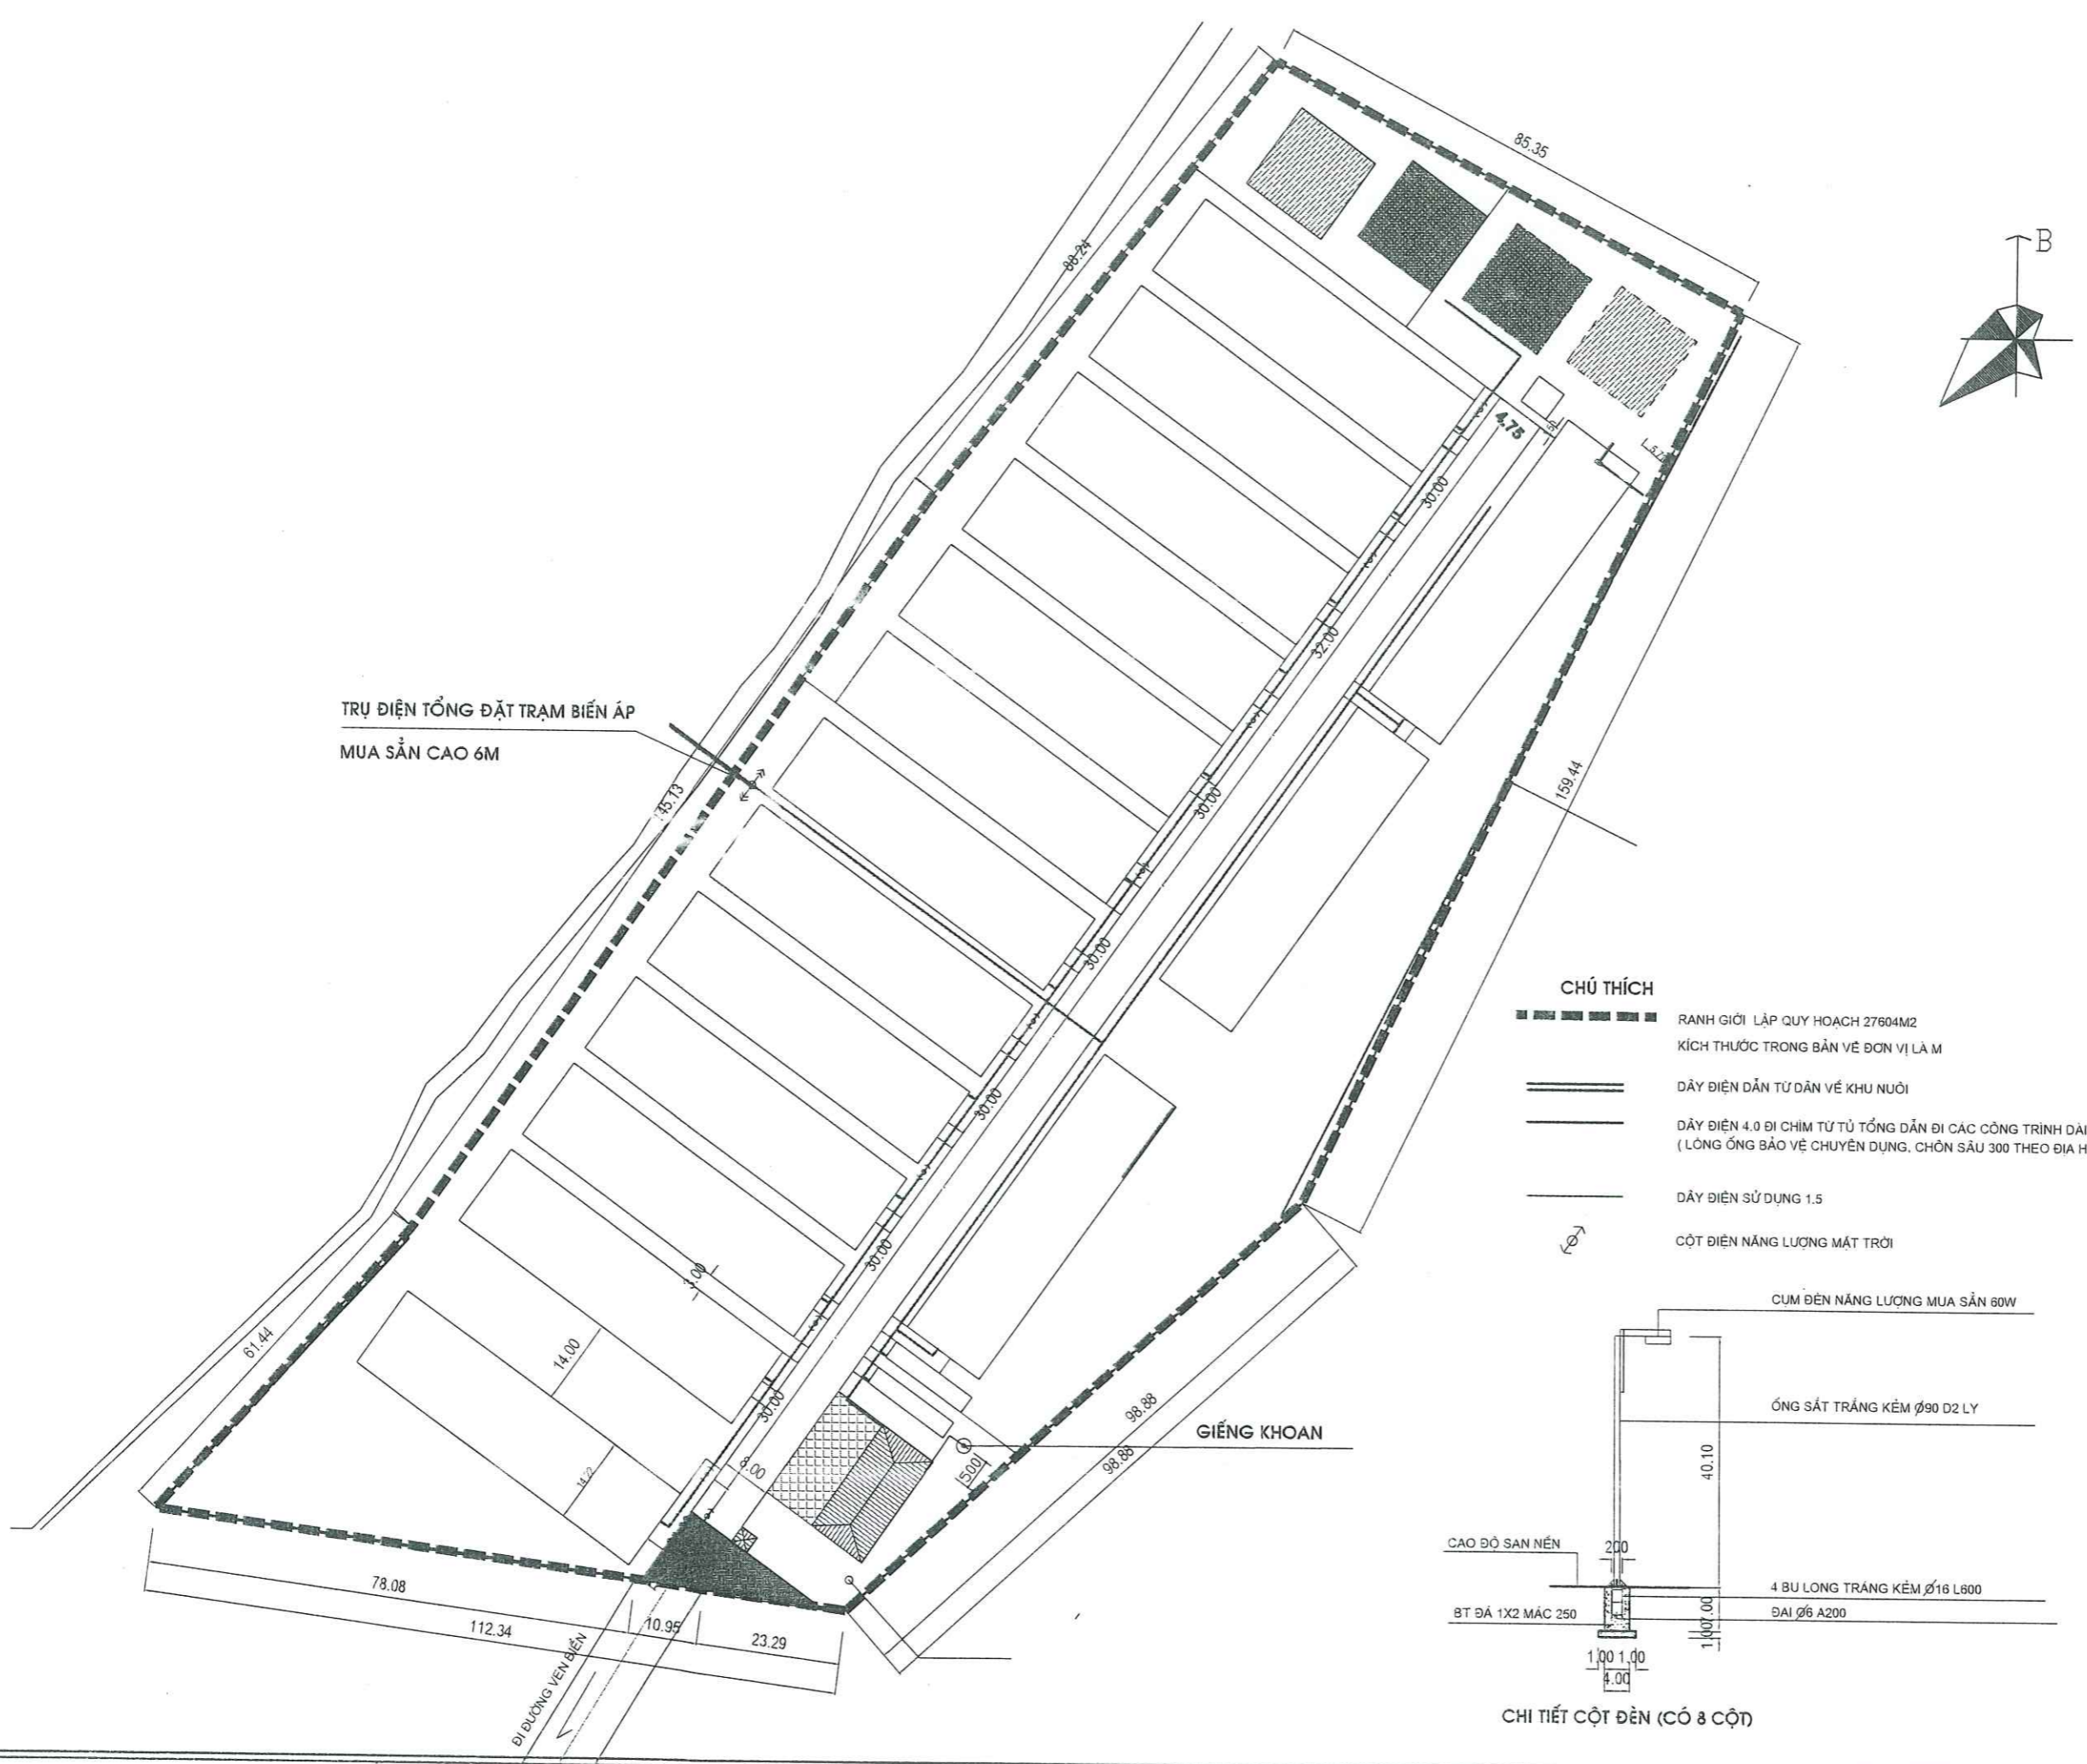 85.35
B
88.24
4.75
30.00
32.00
TRỤ ĐIỆN TỔNG ĐẶT TRẠM BIẾN ÁP
MUA SẴN CAO 6M
145.13
30.00
159.44
30.00
30.00
30.00
3.00
14.00
61.44
30.00
8.00
98.88
98.88
GIẾNG KHOAN
500
78.08
112.34
10.95
23.29
ĐI ĐƯỜNG VEN BIỂN
CHÚ THÍCH
RANH GIỚI LẬP QUY HOẠCH 27604M2
KÍCH THƯỚC TRONG BẢN VẼ ĐƠN VỊ LÀ M
DÂY ĐIỆN DẪN TỪ DÂN VỀ KHU NUÔI
DÂY ĐIỆN 4.0 ĐI CHÌM TỪ TỦ TỔNG DẪN ĐI CÁC CÔNG TRÌNH DÀI
( LỒNG ỐNG BẢO VỆ CHUYÊN DỤNG, CHÔN SÂU 300 THEO ĐỊA H
DÂY ĐIỆN SỬ DỤNG 1.5
CỘT ĐIỆN NĂNG LƯỢNG MẶT TRỜI
CỤM ĐÈN NĂNG LƯỢNG MUA SẴN 60W
ỐNG SẮT TRÁNG KẼM Ø90 D2 LY
40.10
CAO ĐỘ SAN NỀN
200
4 BU LONG TRÁNG KẼM Ø16 L600
BT ĐÁ 1X2 MÁC 250
ĐAI Ø6 A200
1.00
7.00
1.00 1.00
4.00
CHI TIẾT CỘT ĐÈN (CÓ 8 CỘT)